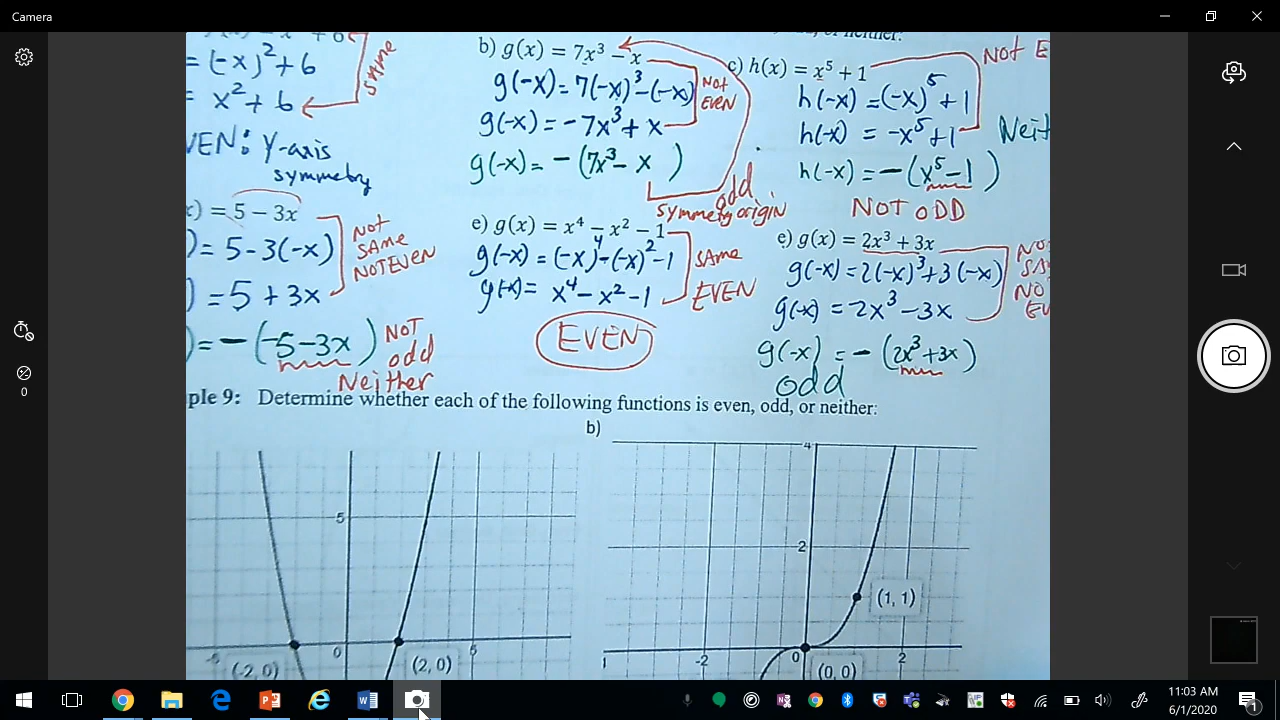 Camera
= (-x)² + 6
= x² + 6
SAME
EVEN: Y-axis
symmetry
b) g(x) = 7x³ - x
g(-x) = 7(-x)³ - (-x)
g(-x) = -7x³ + x
g(-x) = -(7x³ - x )
NOT
EVEN
odd
symmetry origin
c) h(x) = x⁵ + 1
h(-x) = (-x)⁵ + 1
h(-x) = -x⁵ + 1
h(-x) = -(x⁵ - 1 )
NOT ODD
x) = 5 - 3x
) = 5 - 3(-x)
) = 5 + 3x
) = -(-5 - 3x )
Not
SAME
NOT EVEN
NOT
odd
Neither
e) g(x) = x⁴ - x² - 1
g(-x) = (-x)⁴ - (-x)² - 1
g(-x) = x⁴ - x² - 1
SAME
EVEN
EVEN
e) g(x) = 2x³ + 3x
g(-x) = 2(-x)³ + 3(-x)
g(-x) = 2x³ - 3x
g(-x) = -(2x³ + 3x)
odd
ple 9: Determine whether each of the following functions is even, odd, or neither:
b)
5
0
(-2, 0)
(2, 0)
4
2
(1, 1)
-2
0
2
(0, 0)
0
11:03 AM
6/1/2020